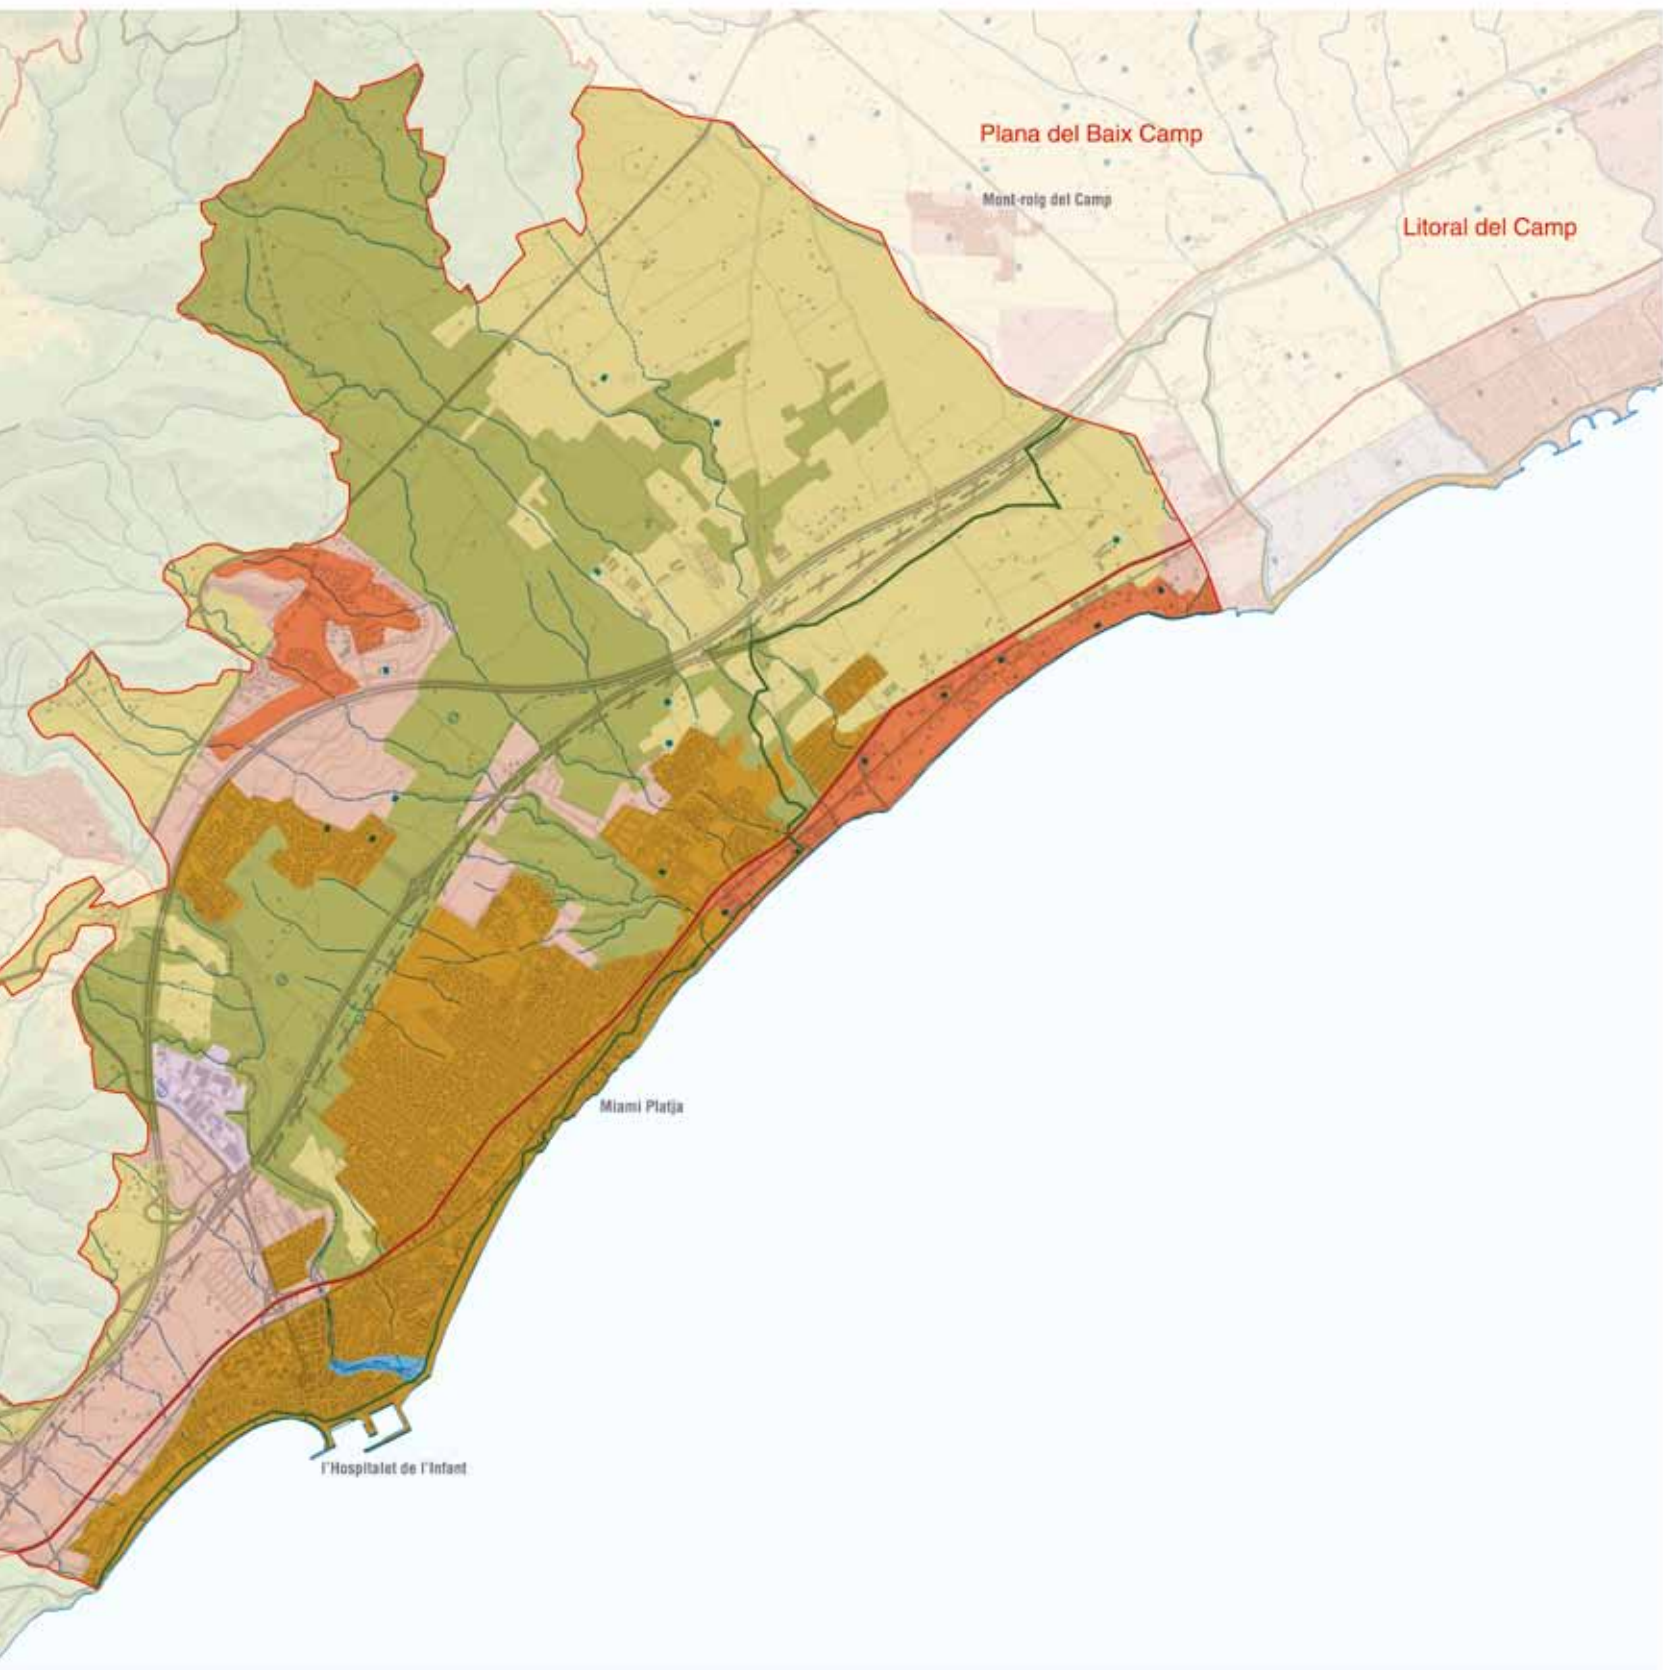 Plana del Baix Camp
Mont-roig del Camp
Litoral del Camp
Miami Platja
l'Hospitalet de l'Infant